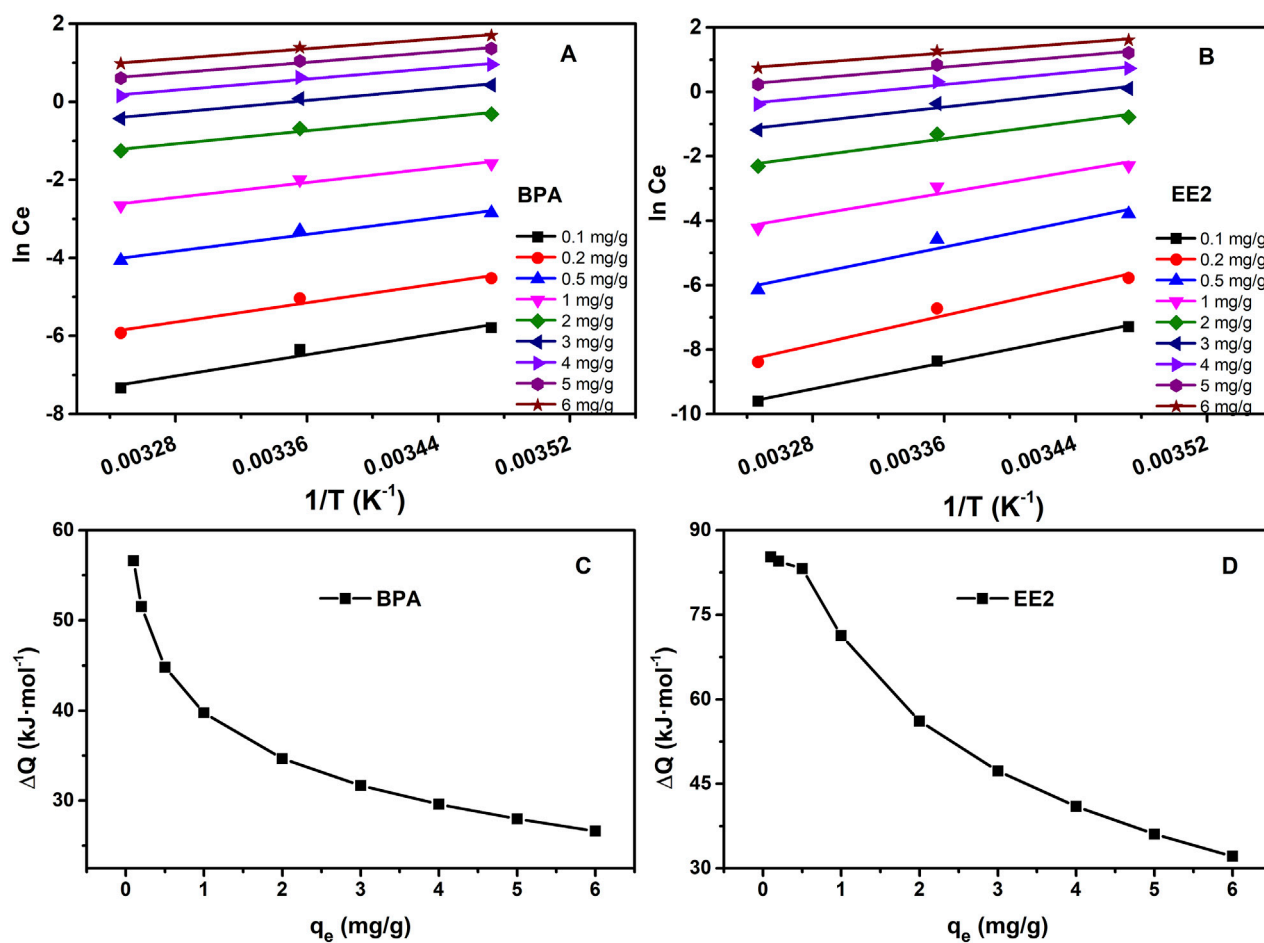 A
2
0
-2
-4
-6
-8
ln Ce
BPA
0.1 mg/g
0.2 mg/g
0.5 mg/g
1 mg/g
2 mg/g
3 mg/g
4 mg/g
5 mg/g
6 mg/g
0.00328
0.00336
0.00344
0.00352
1/T (K⁻¹)
B
2
0
-2
-4
-6
-8
-10
ln Ce
EE2
0.1 mg/g
0.2 mg/g
0.5 mg/g
1 mg/g
2 mg/g
3 mg/g
4 mg/g
5 mg/g
6 mg/g
0.00328
0.00336
0.00344
0.00352
1/T (K⁻¹)
C
60
50
40
30
ΔQ (kJ·mol⁻¹)
BPA
0 1 2 3 4 5 6
qₑ (mg/g)
D
90
75
60
45
30
ΔQ (kJ·mol⁻¹)
EE2
0 1 2 3 4 5 6
qₑ (mg/g)